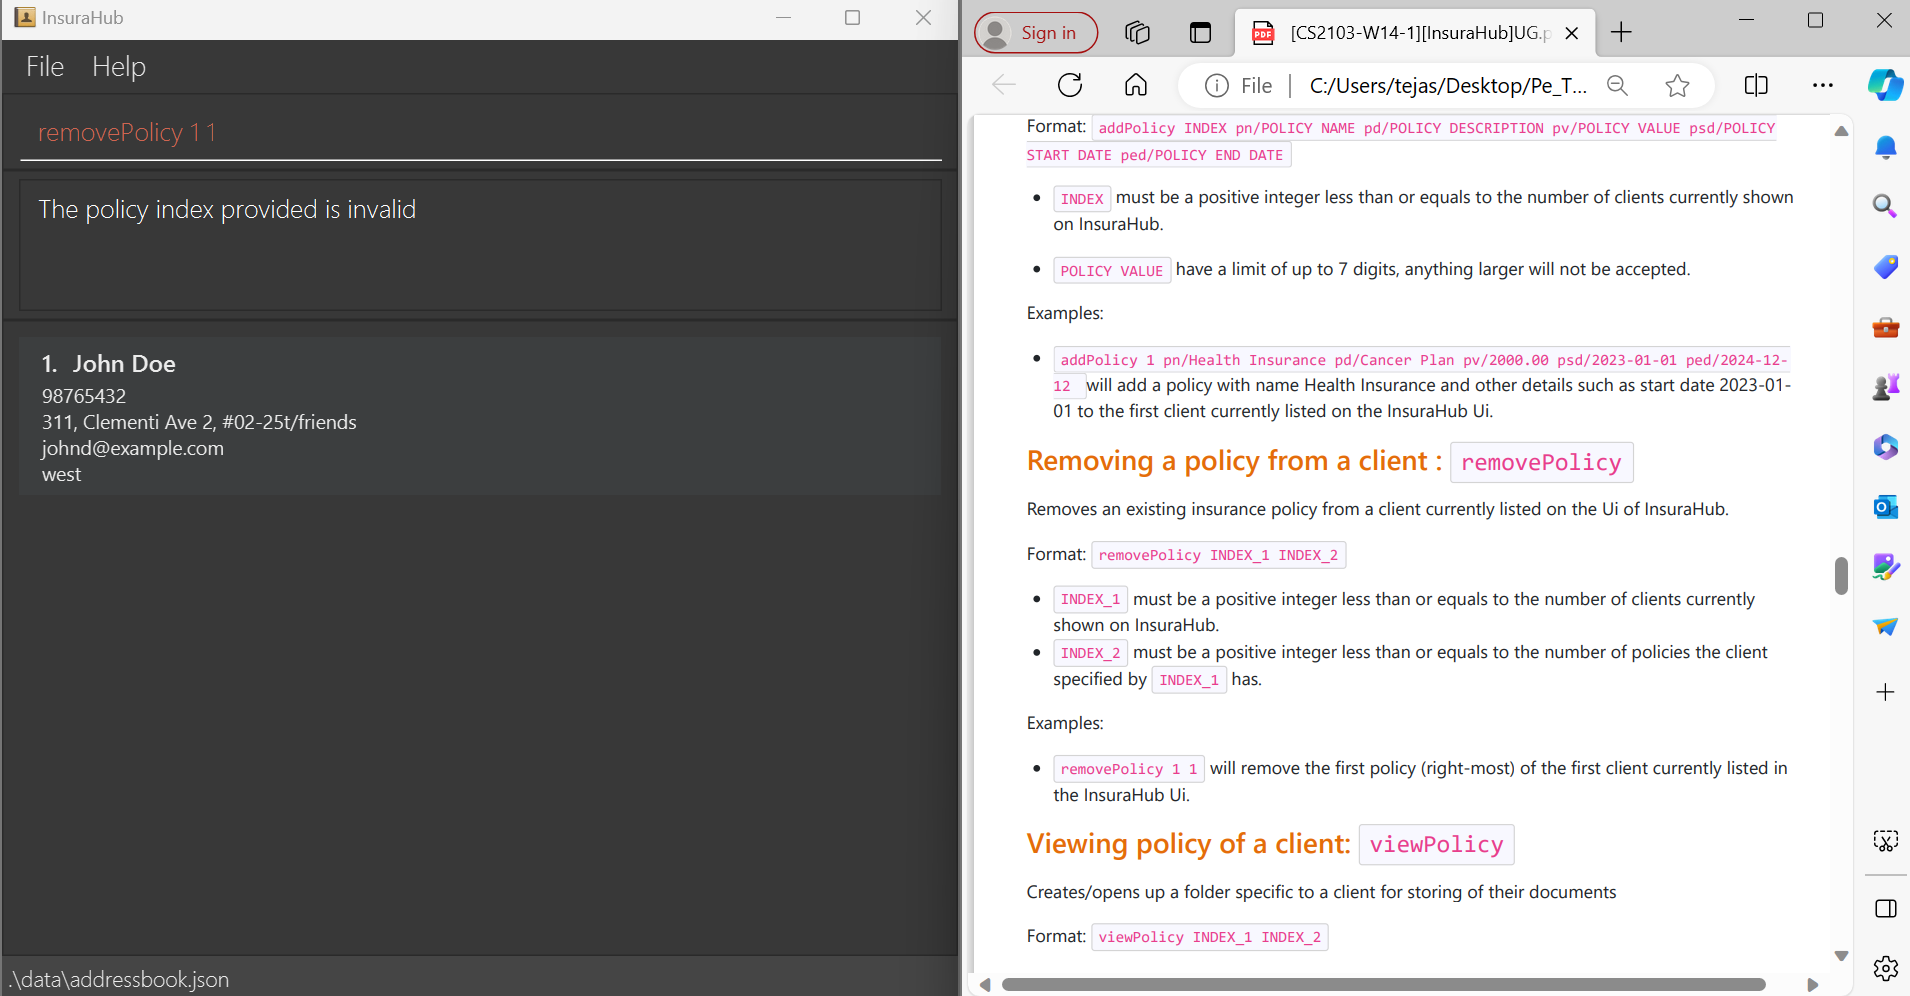 InsuraHub
File Help
removePolicy 1 1
The policy index provided is invalid
1. John Doe
98765432
311, Clementi Ave 2, #02-25t/friends
johnd@example.com
west
.\data\addressbook.json
Sign in
[CS2103-W14-1][InsuraHub]UG.p
File | C:/Users/tejas/Desktop/Pe_T...
Format: addPolicy INDEX pn/POLICY NAME pd/POLICY DESCRIPTION pv/POLICY VALUE psd/POLICY
START DATE ped/POLICY END DATE
• INDEX must be a positive integer less than or equals to the number of clients currently shown
on InsuraHub.
• POLICY VALUE have a limit of up to 7 digits, anything larger will not be accepted.
Examples:
• addPolicy 1 pn/Health Insurance pd/Cancer Plan pv/2000.00 psd/2023-01-01 ped/2024-12-
12 will add a policy with name Health Insurance and other details such as start date 2023-01-
01 to the first client currently listed on the InsuraHub Ui.
Removing a policy from a client : removePolicy
Removes an existing insurance policy from a client currently listed on the Ui of InsuraHub.
Format: removePolicy INDEX_1 INDEX_2
• INDEX_1 must be a positive integer less than or equals to the number of clients currently
shown on InsuraHub.
• INDEX_2 must be a positive integer less than or equals to the number of policies the client
specified by INDEX_1 has.
Examples:
• removePolicy 1 1 will remove the first policy (right-most) of the first client currently listed in
the InsuraHub Ui.
Viewing policy of a client: viewPolicy
Creates/opens up a folder specific to a client for storing of their documents
Format: viewPolicy INDEX_1 INDEX_2